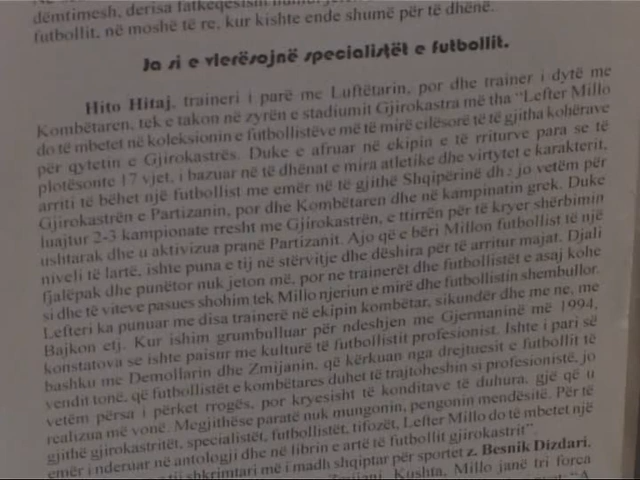 dëmtimesh, derisa fatkeqësisht
futbollit, në moshë të re, kur kishte ende shumë për të dhënë.
Ja si e vlerësojnë specialistët e futbollit.
Hito Hitaj, traineri i parë me Luftëtarin, por dhe trainer i dytë me
Kombëtaren, tek e takon në zyrën e stadiumit Gjirokastra më tha "Lefter Millo
do të mbetet në koleksionin e futbollistëve më të mirë cilësorë të të gjitha kohërave
për qytetin e Gjirokastrës. Duke e afruar në ekipin e të rriturve para se të
plotësonte 17 vjet, i bazuar në të dhënat e mira atletike dhe virtytet e karakterit,
arriti të bëhet një futbollist me emër në të gjithë Shqipërinë dh: jo vetëm për
Gjirokastrën e Partizanin, por dhe Kombëtaren dhe në kampinatin grek. Duke
luajtur 2-3 kampionate rresht me Gjirokastrën, e ttirrën për të kryer shërbimin
ushtarak dhe u aktivizua pranë Partizanit. Ajo që e bëri Millon futbollist të një
niveli të lartë, ishte puna e tij në stërvitje dhe dëshira për të arritur majat. Djali
fjalëpak dhe punëtor nuk jeton më, por ne trainerët dhe futbollistët e asaj kohe
si dhe të viteve pasues shohim tek Millo njeriun e mirë dhe futbollistin shembullor.
Lefteri ka punuar me disa trainerë në ekipin kombëtar, sikundër dhe me ne, me
Bajkon etj. Kur ishim grumbulluar për ndeshjen me Gjermaninë më 1994,
konstatova se ishte paisur me kulturë të futbollistit profesionist. Ishte i pari së
bashku me Demollarin dhe Zmijanin, që kërkuan nga drejtuesit e futbollit të
vendit tonë, që futbollistët e kombëtares duhet të trajtoheshin si profesionistë, jo
vetëm përsa i përket rrogës, por kryesisht të konditave të duhura, gjë që u
realizua më vonë. Megjithëse paratë nuk mungonin, pengonin mendësitë. Për të
gjithë gjirokastritët, specialistët, futbollistët, tifozët, Lefter Millo do të mbetet një
emër i nderuar në antologji dhe në librin e artë të futbollit gjirokastrit".
shkrimtari më i madh shqiptar për sportet z. Besnik Dizdari,
Kushta, Millo janë tri forca